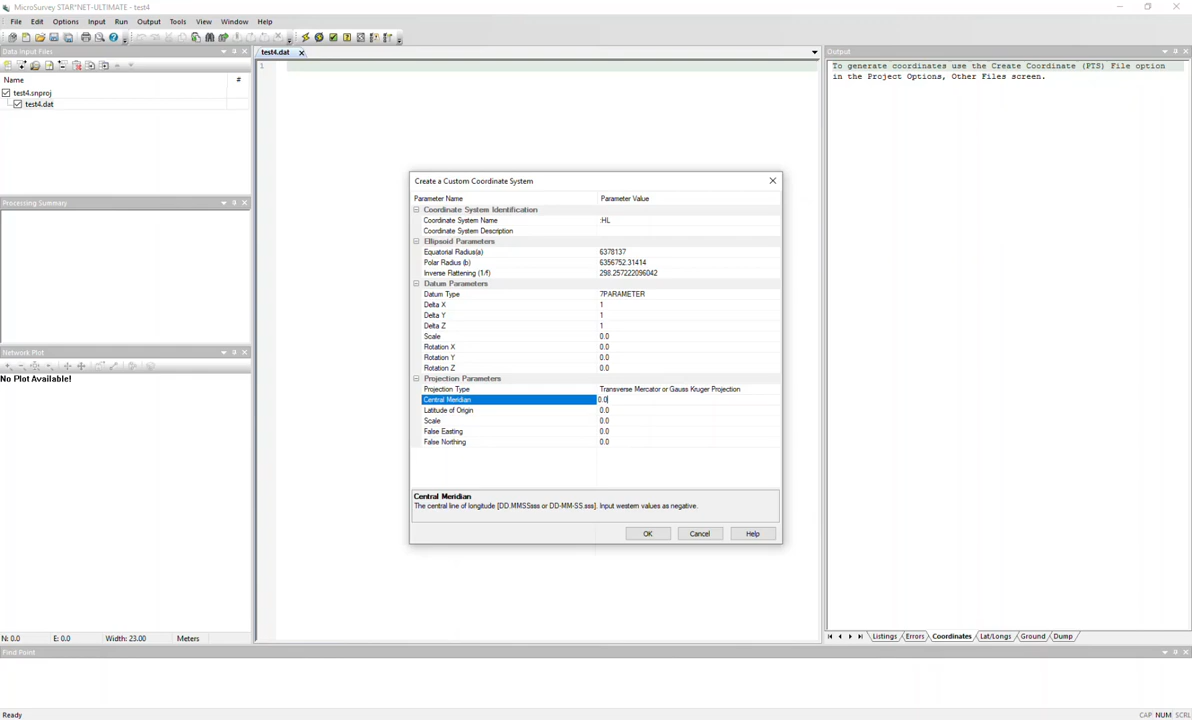 MicroSurvey STAR*NET-ULTIMATE - test4
File Edit Options Input Run Output Tools View Window Help
Data Input Files
Name #
test4.snproj
test4.dat
Processing Summary
Network Plot
No Plot Available!
N: 0.0 E: 0.0 Width: 23.00 Meters
test4.dat
1
Create a Custom Coordinate System
Parameter Name Parameter Value
Coordinate System Identification
Coordinate System Name :HL
Coordinate System Description
Ellipsoid Parameters
Equatorial Radius(a) 6378137
Polar Radius (b) 6356752.31414
Inverse Flattening (1/f) 298.257222096042
Datum Parameters
Datum Type 7PARAMETER
Delta X 1
Delta Y 1
Delta Z 1
Scale 0.0
Rotation X 0.0
Rotation Y 0.0
Rotation Z 0.0
Projection Parameters
Projection Type Transverse Mercator or Gauss Kruger Projection
Central Meridian 0.0
Latitude of Origin 0.0
Scale 0.0
False Easting 0.0
False Northing 0.0
Central Meridian
The central line of longitude [DD.MMSSsss or DD-MM-SS.sss]. Input western values as negative.
OK Cancel Help
Output
To generate coordinates use the Create Coordinate (PTS) File option
in the Project Options, Other Files screen.
Listings Errors Coordinates Lat/Longs Ground Dump
Find Point
Ready CAP NUM SCRL